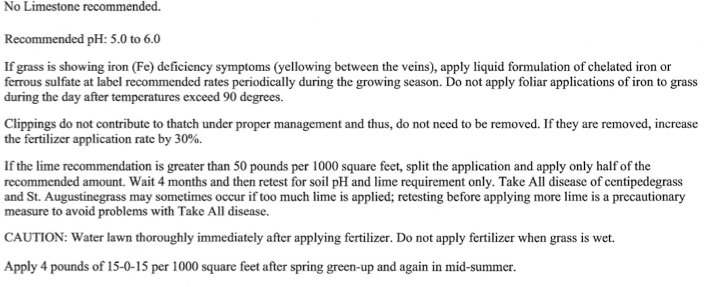 No Limestone recommended.
Recommended pH: 5.0 to 6.0
If grass is showing iron (Fe) deficiency symptoms (yellowing between the veins), apply liquid formulation of chelated iron or
ferrous sulfate at label recommended rates periodically during the growing season. Do not apply foliar applications of iron to grass
during the day after temperatures exceed 90 degrees.
Clippings do not contribute to thatch under proper management and thus, do not need to be removed. If they are removed, increase
the fertilizer application rate by 30%.
If the lime recommendation is greater than 50 pounds per 1000 square feet, split the application and apply only half of the
recommended amount. Wait 4 months and then retest for soil pH and lime requirement only. Take All disease of centipedegrass
and St. Augustinegrass may sometimes occur if too much lime is applied; retesting before applying more lime is a precautionary
measure to avoid problems with Take All disease.
CAUTION: Water lawn thoroughly immediately after applying fertilizer. Do not apply fertilizer when grass is wet.
Apply 4 pounds of 15-0-15 per 1000 square feet after spring green-up and again in mid-summer.